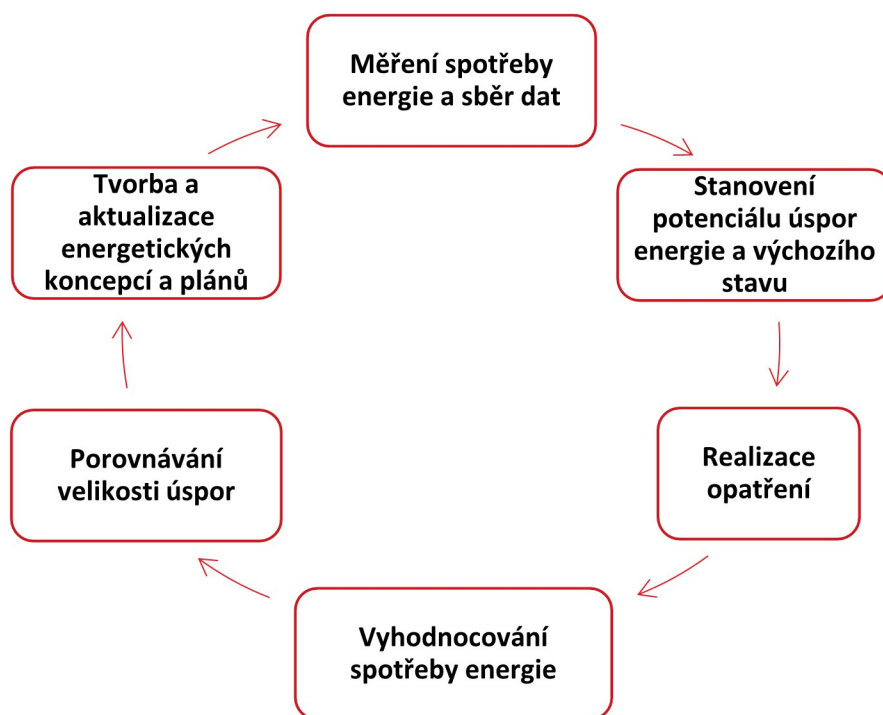 Měření spotřeby
energie a sběr dat
Stanovení
potenciálu úspor
energie a výchozího
stavu
Realizace
opatření
Vyhodnocování
spotřeby energie
Porovnávání
velikosti úspor
Tvorba a
aktualizace
energetických
koncepcí a plánů